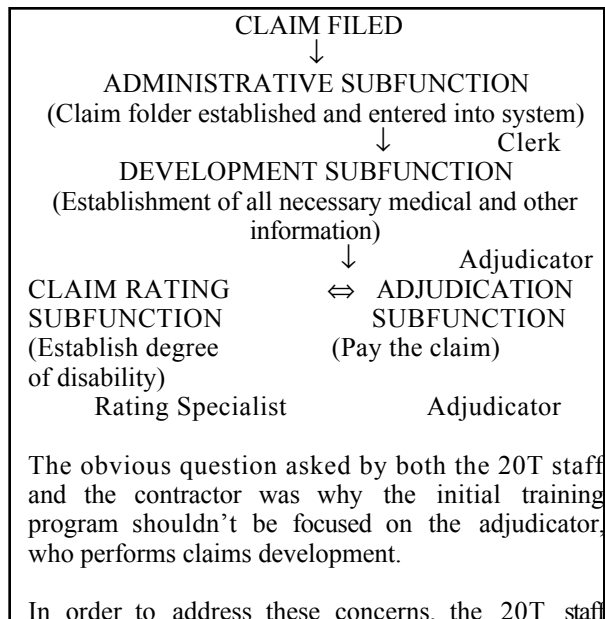 CLAIM FILED
↓
ADMINISTRATIVE SUBFUNCTION
(Claim folder established and entered into system)
↓ Clerk
DEVELOPMENT SUBFUNCTION
(Establishment of all necessary medical and other
information)
↓ Adjudicator
CLAIM RATING ⇔ ADJUDICATION
SUBFUNCTION SUBFUNCTION
(Establish degree (Pay the claim)
of disability)
Rating Specialist Adjudicator
The obvious question asked by both the 20T staff
and the contractor was why the initial training
program shouldn't be focused on the adjudicator,
who performs claims development.
In order to address these concerns, the 20T staff